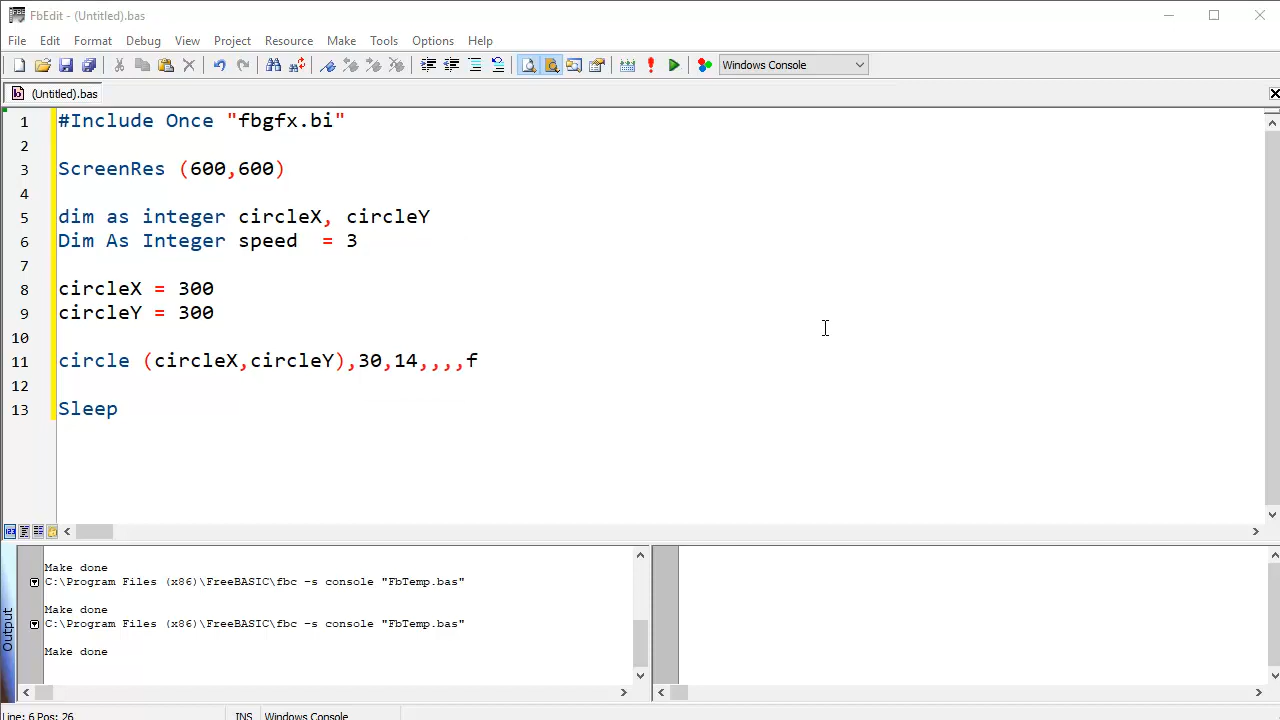 FbEdit - (Untitled).bas
File Edit Format Debug View Project Resource Make Tools Options Help
Windows Console
(Untitled).bas
1 #Include Once "fbgfx.bi"
2
3 ScreenRes (600,600)
4
5 dim as integer circleX, circleY
6 Dim As Integer speed  = 3
7
8 circleX = 300
9 circleY = 300
10
11 circle (circleX,circleY),30,14,,,,f
12
13 Sleep
Output
Make done
C:\Program Files (x86)\FreeBASIC\fbc -s console "FbTemp.bas"
Make done
C:\Program Files (x86)\FreeBASIC\fbc -s console "FbTemp.bas"
Make done
Line: 6 Pos: 26 INS Windows Console